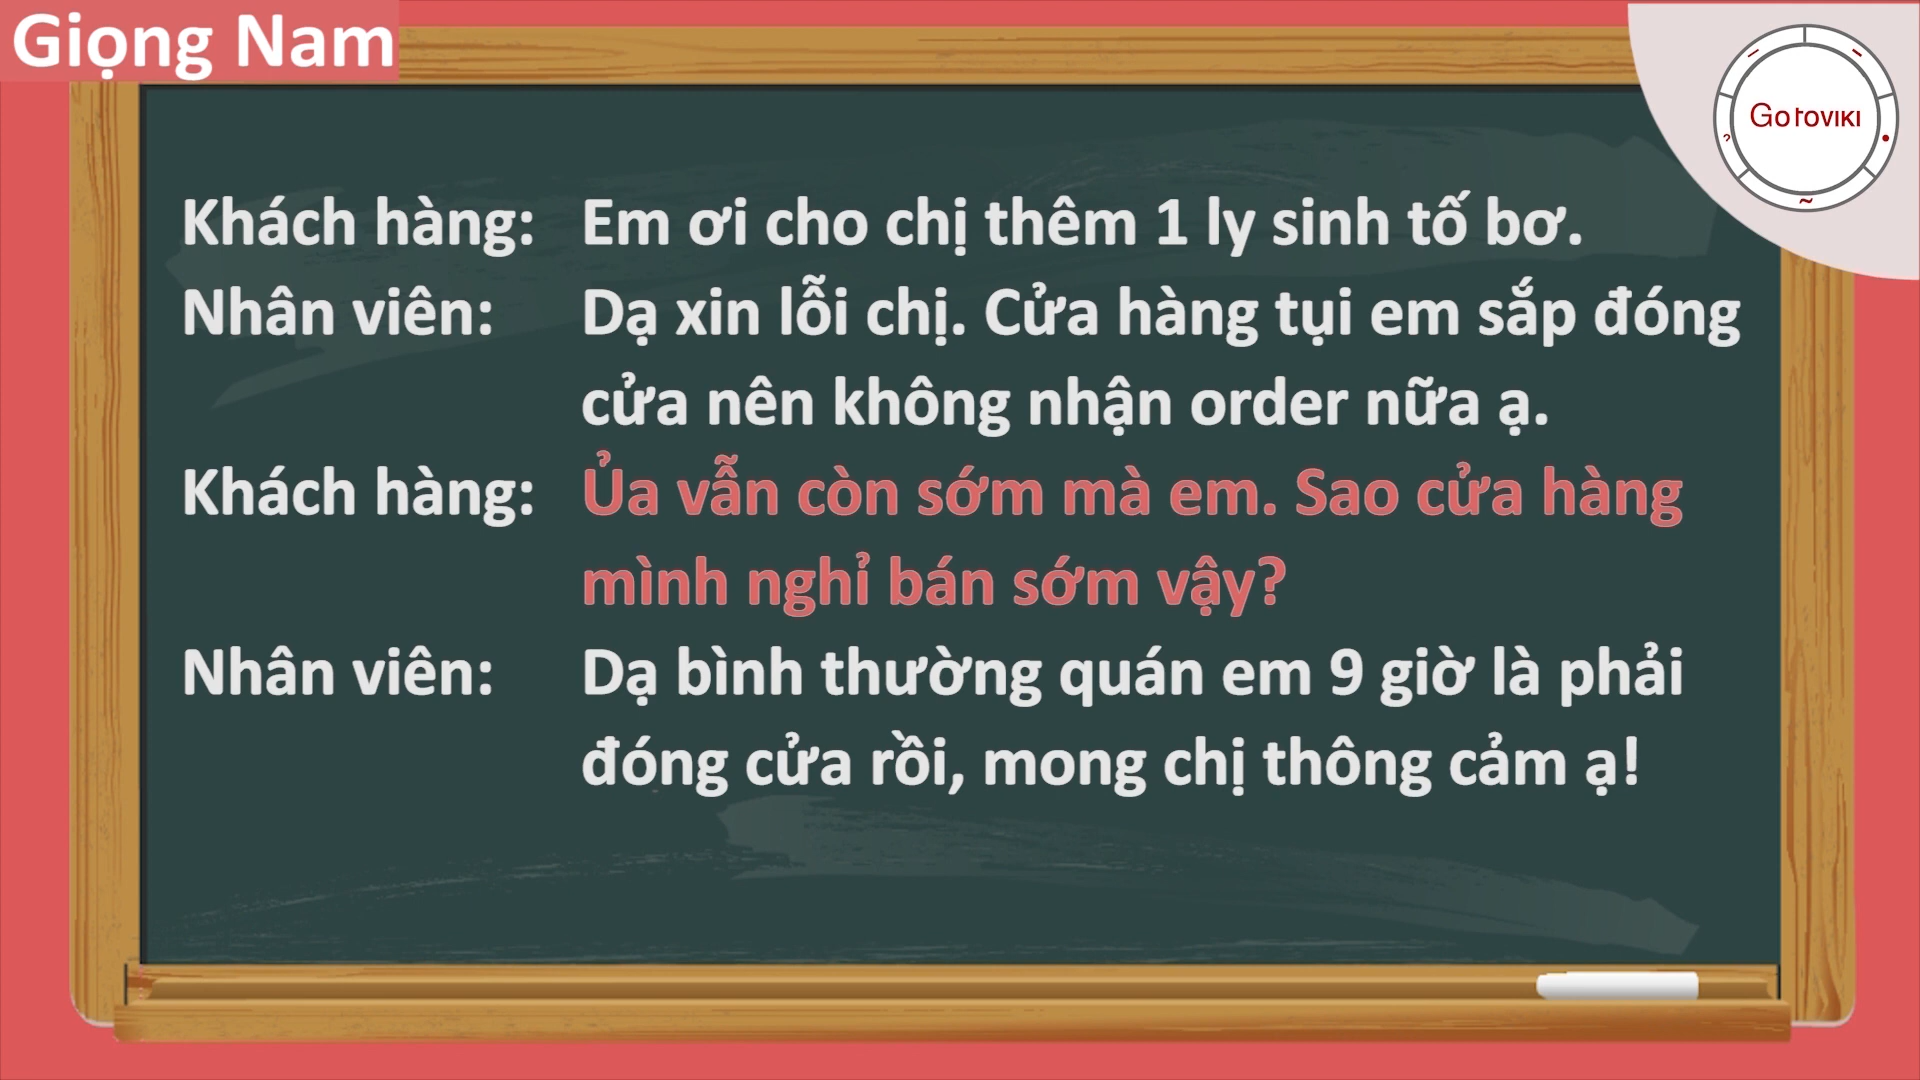 Giọng Nam
Gotoviki
Khách hàng: Em ơi cho chị thêm 1 ly sinh tố bơ.
Nhân viên: Dạ xin lỗi chị. Cửa hàng tụi em sắp đóng
cửa nên không nhận order nữa ạ.
Khách hàng: Ủa vẫn còn sớm mà em. Sao cửa hàng
mình nghỉ bán sớm vậy?
Nhân viên: Dạ bình thường quán em 9 giờ là phải
đóng cửa rồi, mong chị thông cảm ạ!